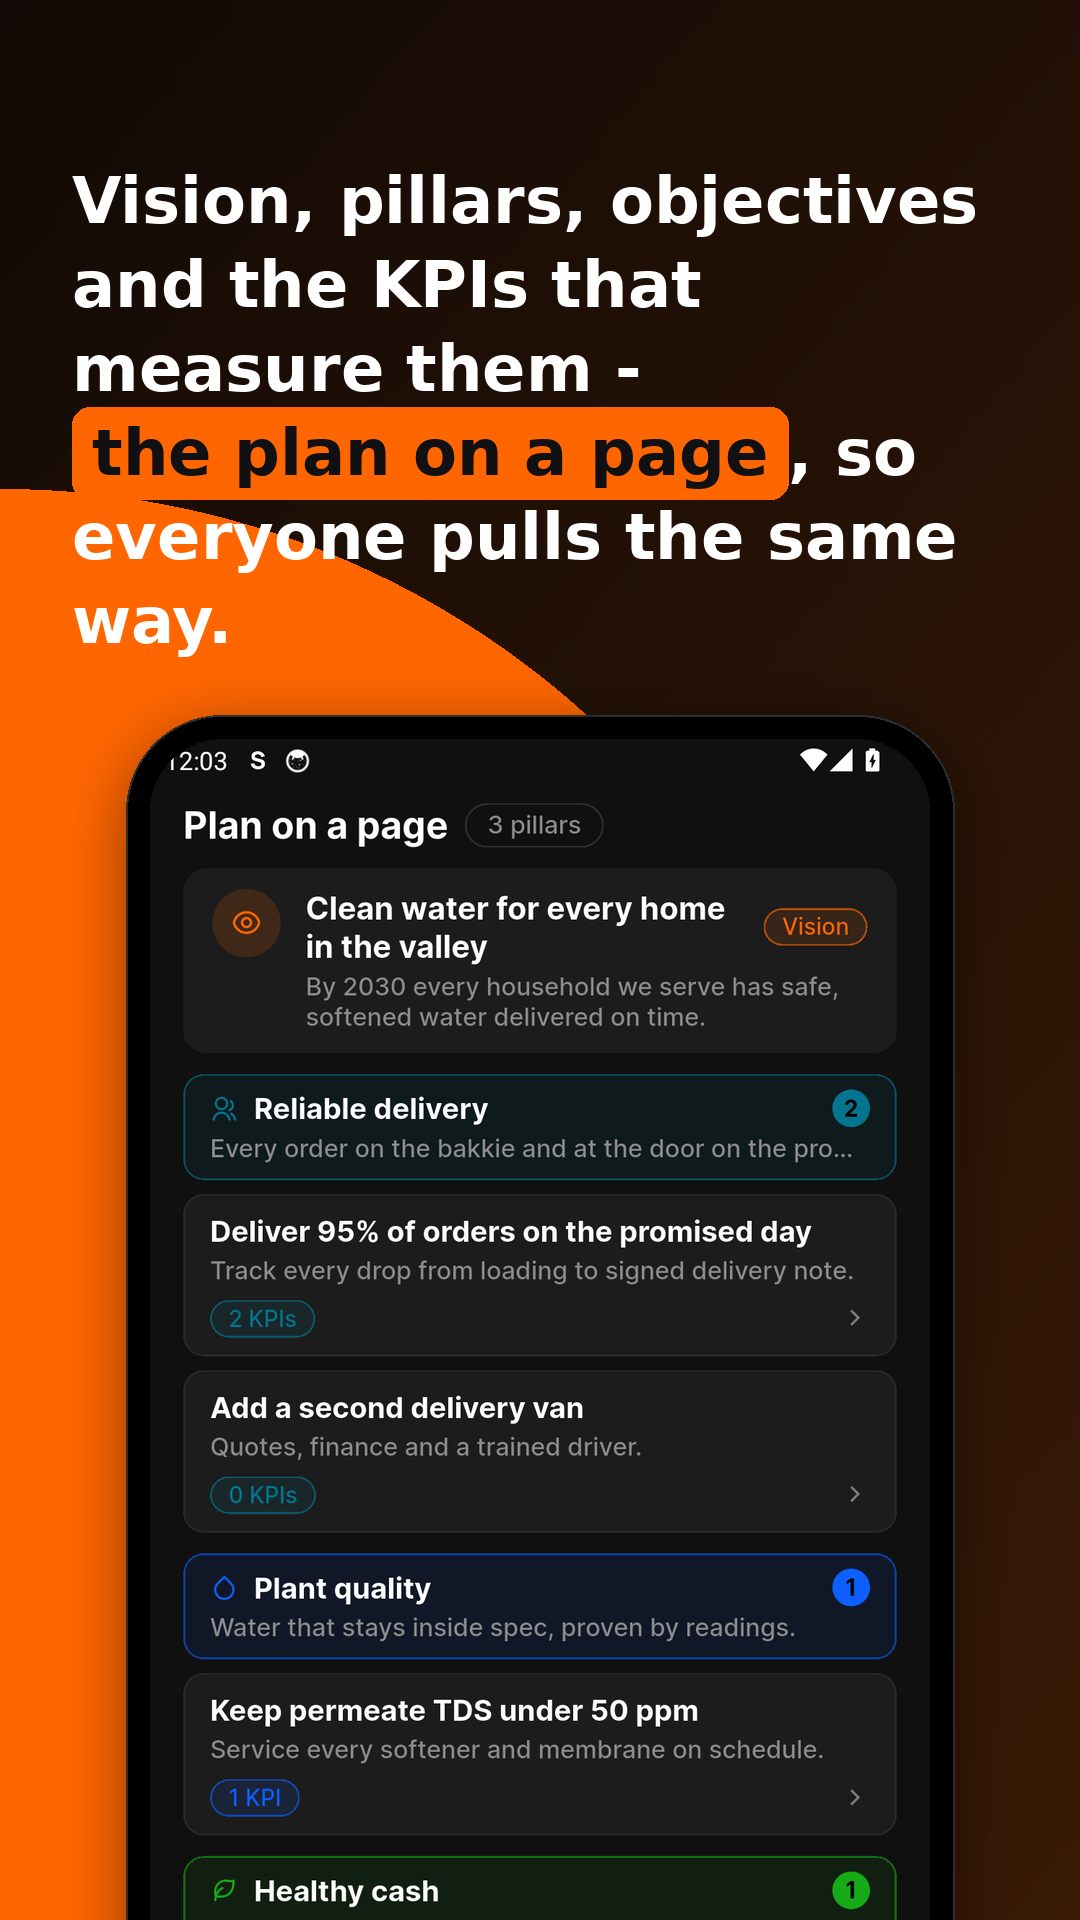 Vision, pillars, objectives
and the KPIs that
measure them -
the plan on a page, so
everyone pulls the same
way.
12:03 S
Plan on a page 3 pillars
Clean water for every home
in the valley
Vision
By 2030 every household we serve has safe,
softened water delivered on time.
Reliable delivery 2
Every order on the bakkie and at the door on the pro...
Deliver 95% of orders on the promised day
Track every drop from loading to signed delivery note.
2 KPIs
Add a second delivery van
Quotes, finance and a trained driver.
0 KPIs
Plant quality 1
Water that stays inside spec, proven by readings.
Keep permeate TDS under 50 ppm
Service every softener and membrane on schedule.
1 KPI
Healthy cash 1